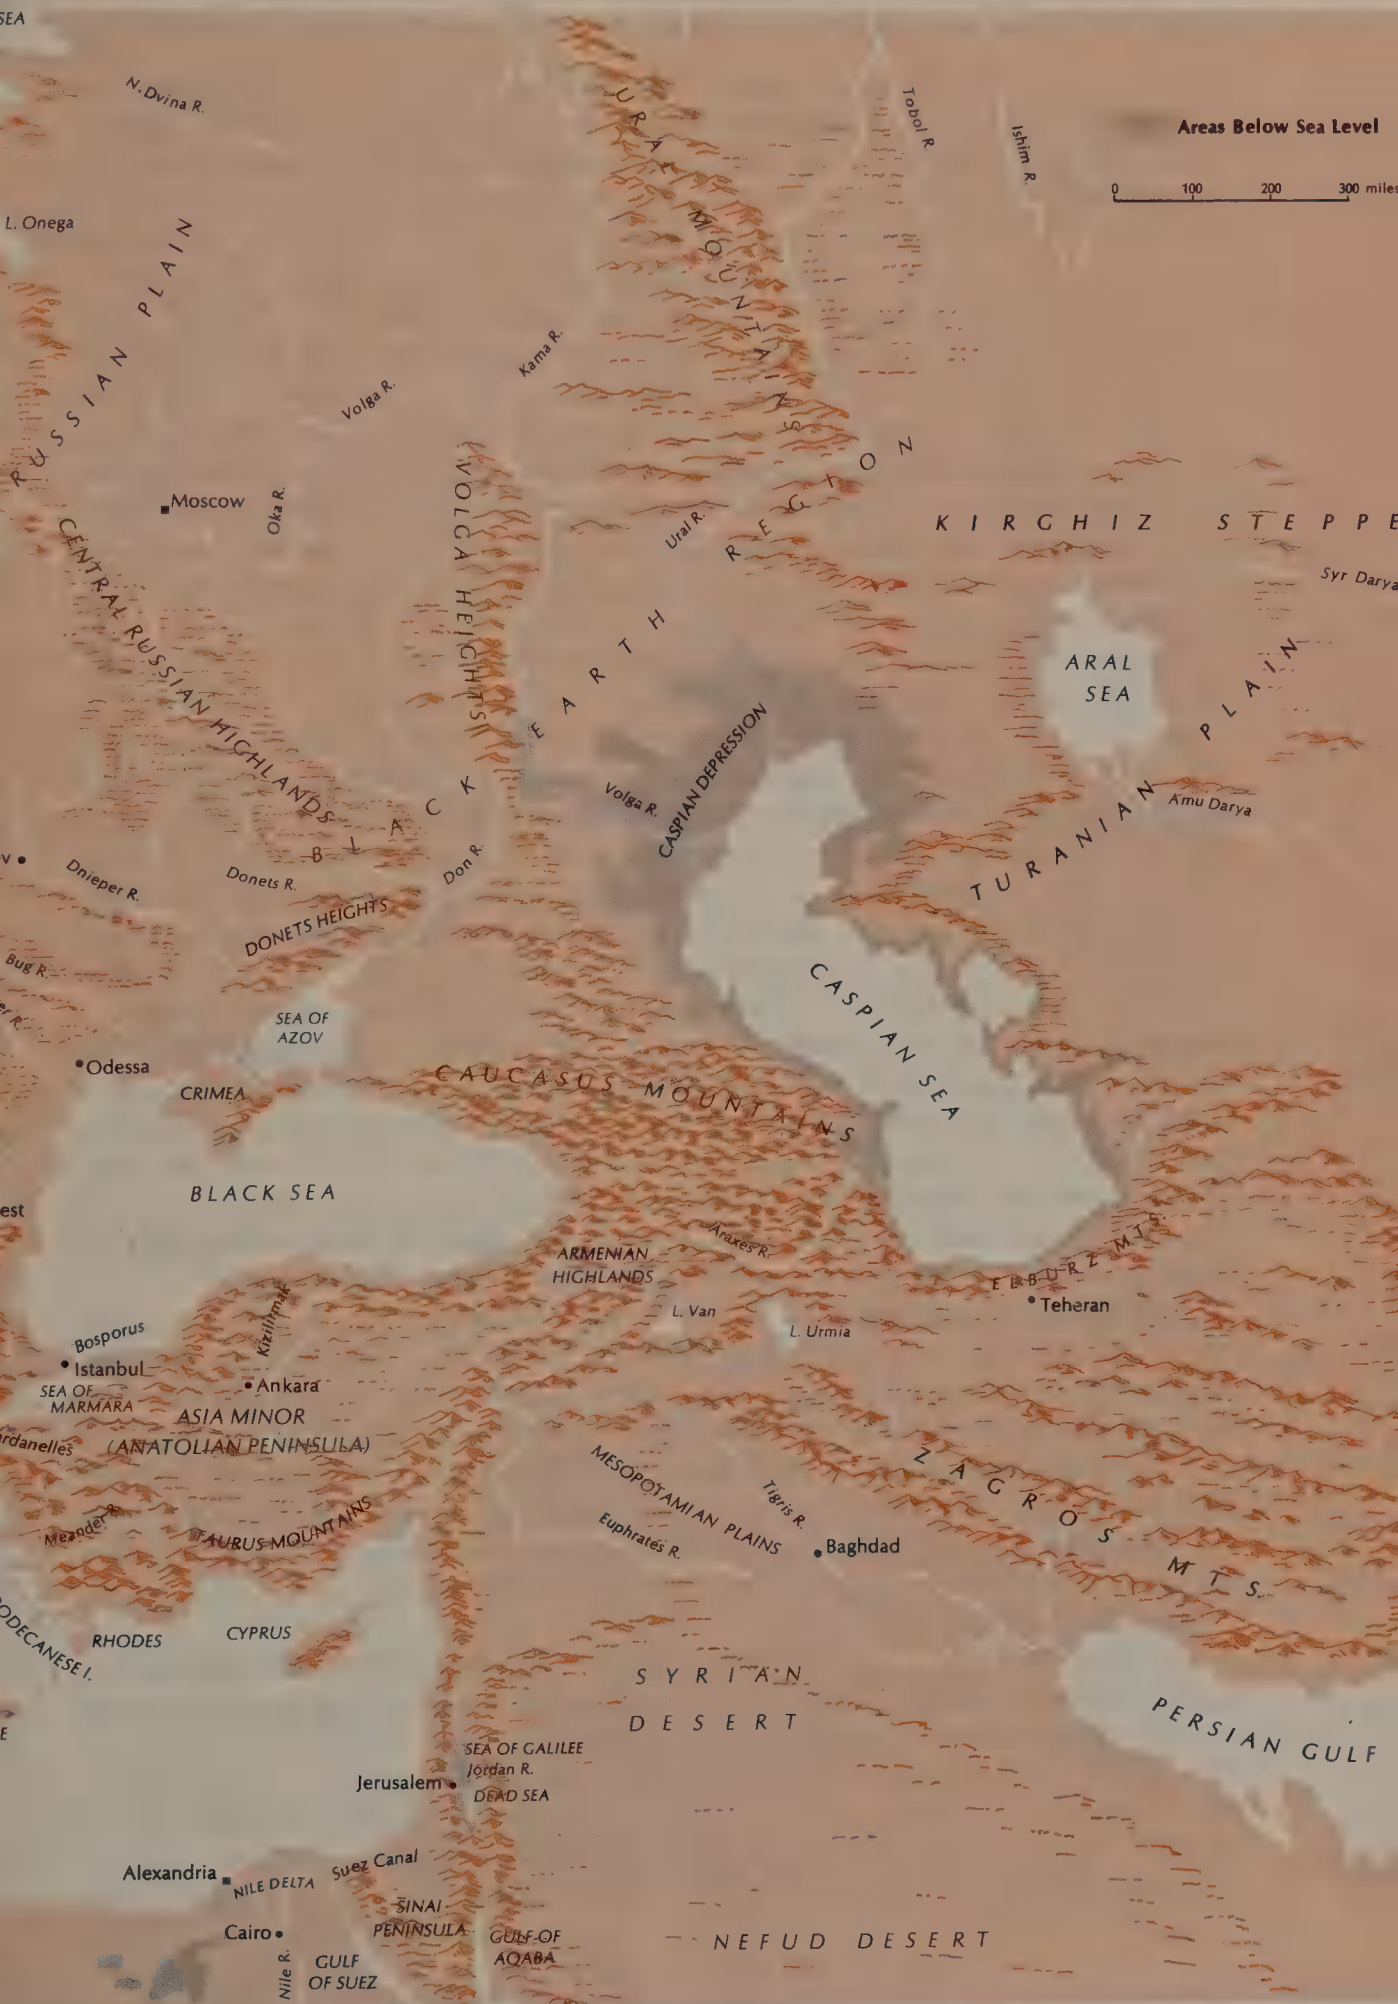 SEA
N. Dvina R.
Tobol R.
Ishim R.
Areas Below Sea Level
0 100 200 300 miles
URAL MOUNTAINS
L. Onega
RUSSIAN PLAIN
Kama R.
Volga R.
Moscow
Oka R.
VOLGA HEIGHTS
Ural R.
KIRGHIZ STEPPE
Syr Darya
CENTRAL RUSSIAN HIGHLANDS
BLACK EARTH REGION
ARAL
SEA
TURANIAN PLAIN
Amu Darya
CASPIAN DEPRESSION
Volga R.
Dnieper R.
Donets R.
Don R.
DONETS HEIGHTS
Bug R.
SEA OF
AZOV
CASPIAN SEA
Odessa
CRIMEA
CAUCASUS MOUNTAINS
BLACK SEA
est
Araxes R.
ARMENIAN
HIGHLANDS
ELBURZ MTS.
Teheran
L. Van
L. Urmia
Kizilirmak
Bosporus
Istanbul
SEA OF
MARMARA
Ankara
ASIA MINOR
(ANATOLIAN PENINSULA)
rdanelles
ZAGROS MTS.
MESOPOTAMIAN PLAINS
Tigris R.
Euphrates R.
Baghdad
Meander R.
TAURUS MOUNTAINS
RHODES
CYPRUS
DODECANESE I.
SYRIAN
DESERT
PERSIAN GULF
E
SEA OF GALILEE
Jordan R.
Jerusalem
DEAD SEA
Alexandria
NILE DELTA
Suez Canal
SINAI
PENINSULA
Cairo
Nile R.
GULF
OF SUEZ
GULF OF
AQABA
NEFUD DESERT